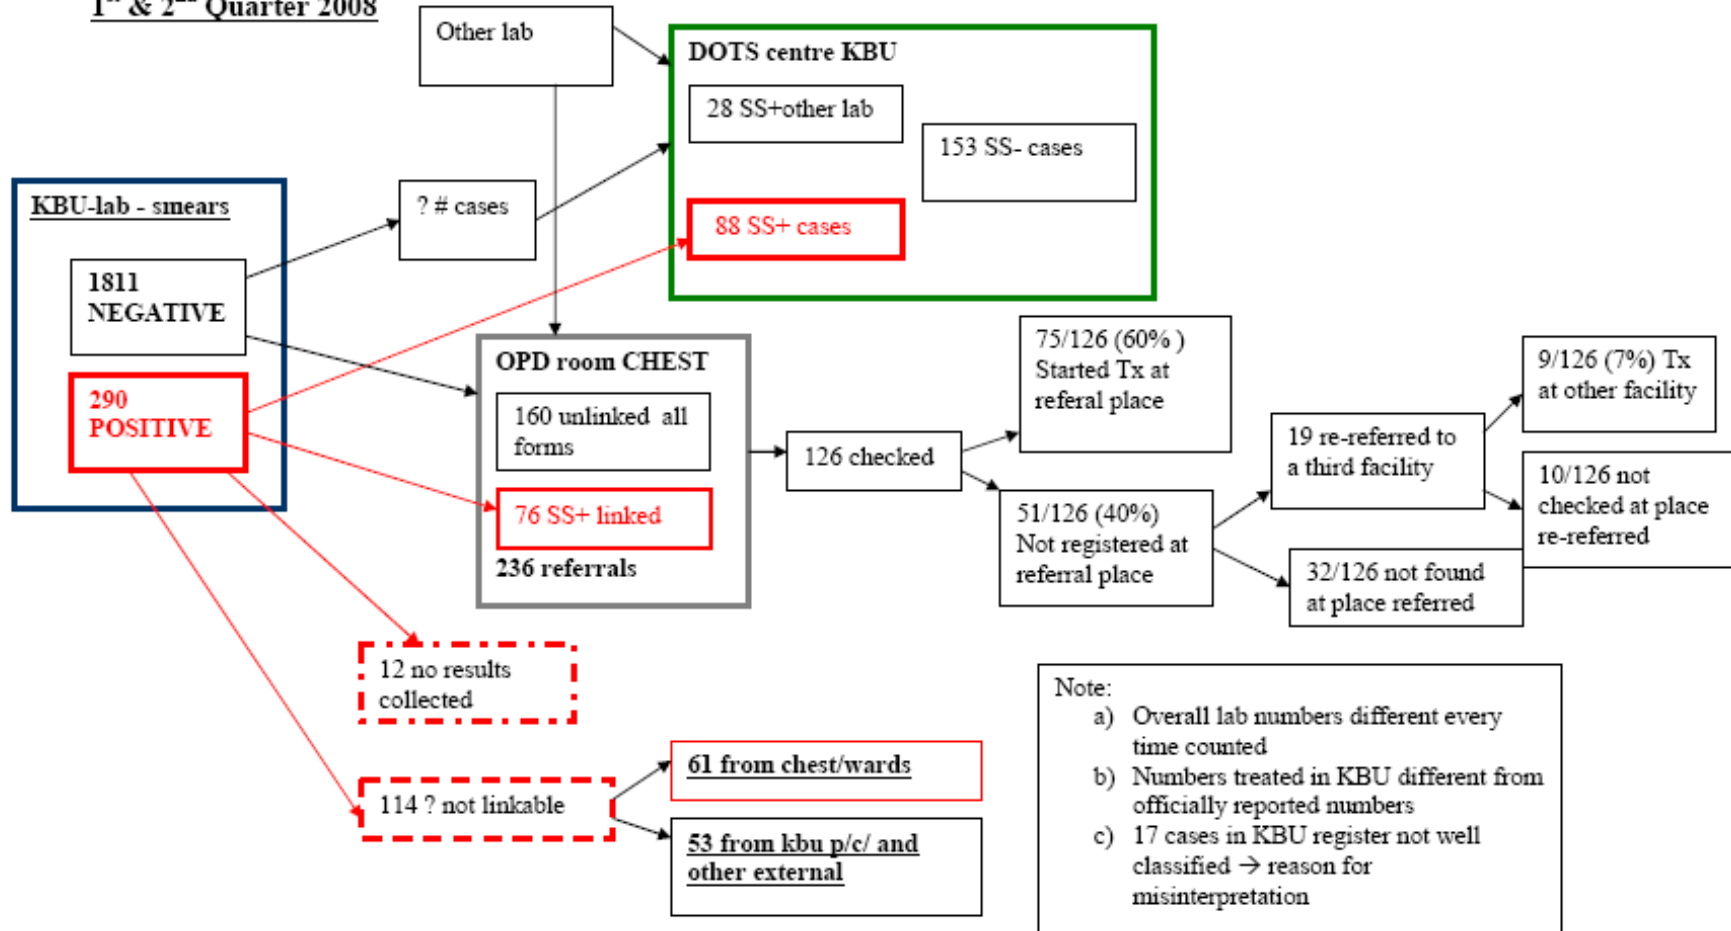 1st & 2nd Quarter 2008
Other lab
DOTS centre KBU
28 SS+other lab
153 SS- cases
88 SS+ cases
KBU-lab - smears
? # cases
1811
NEGATIVE
290
POSITIVE
OPD room CHEST
160 unlinked all
forms
76 SS+ linked
236 referrals
126 checked
75/126 (60% )
Started Tx at
referal place
51/126 (40%)
Not registered at
referral place
19 re-referred to
a third facility
9/126 (7%) Tx
at other facility
10/126 not
checked at place
re-referred
32/126 not found
at place referred
12 no results
collected
114 ? not linkable
61 from chest/wards
53 from kbu p/c/ and
other external
Note:
a) Overall lab numbers different every
time counted
b) Numbers treated in KBU different from
officially reported numbers
c) 17 cases in KBU register not well
classified → reason for
misinterpretation